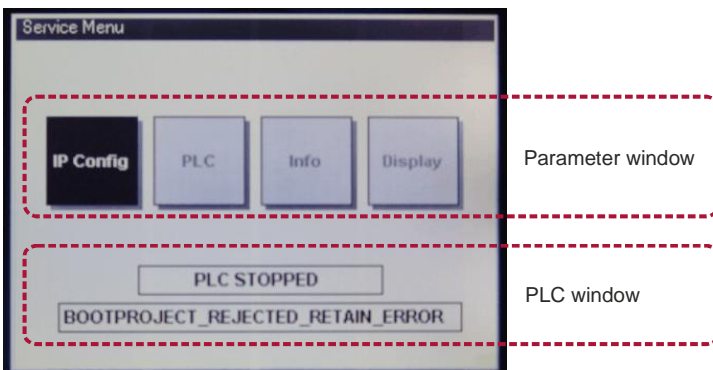 Service Menu
IP Config
PLC
Info
Display
Parameter window
PLC STOPPED
PLC window
BOOTPROJECT_REJECTED_RETAIN_ERROR